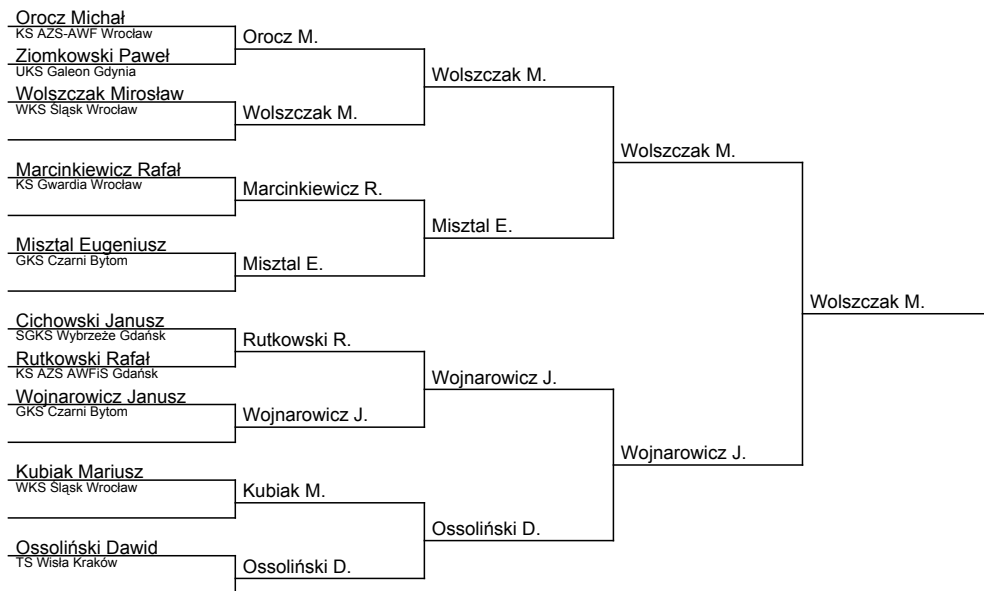 Orocz Michał
KS AZS-AWF Wrocław
Orocz M.
Ziomkowski Paweł
UKS Galeon Gdynia
Wolszczak M.
Wolszczak Mirosław
WKS Śląsk Wrocław
Wolszczak M.
Wolszczak M.
Marcinkiewicz Rafał
KS Gwardia Wrocław
Marcinkiewicz R.
Misztal E.
Misztal Eugeniusz
GKS Czarni Bytom
Misztal E.
Wolszczak M.
Cichowski Janusz
SGKS Wybrzeże Gdańsk
Rutkowski R.
Rutkowski Rafał
KS AZS AWFiS Gdańsk
Wojnarowicz J.
Wojnarowicz Janusz
GKS Czarni Bytom
Wojnarowicz J.
Wojnarowicz J.
Kubiak Mariusz
WKS Śląsk Wrocław
Kubiak M.
Ossoliński D.
Ossoliński Dawid
TS Wisła Kraków
Ossoliński D.